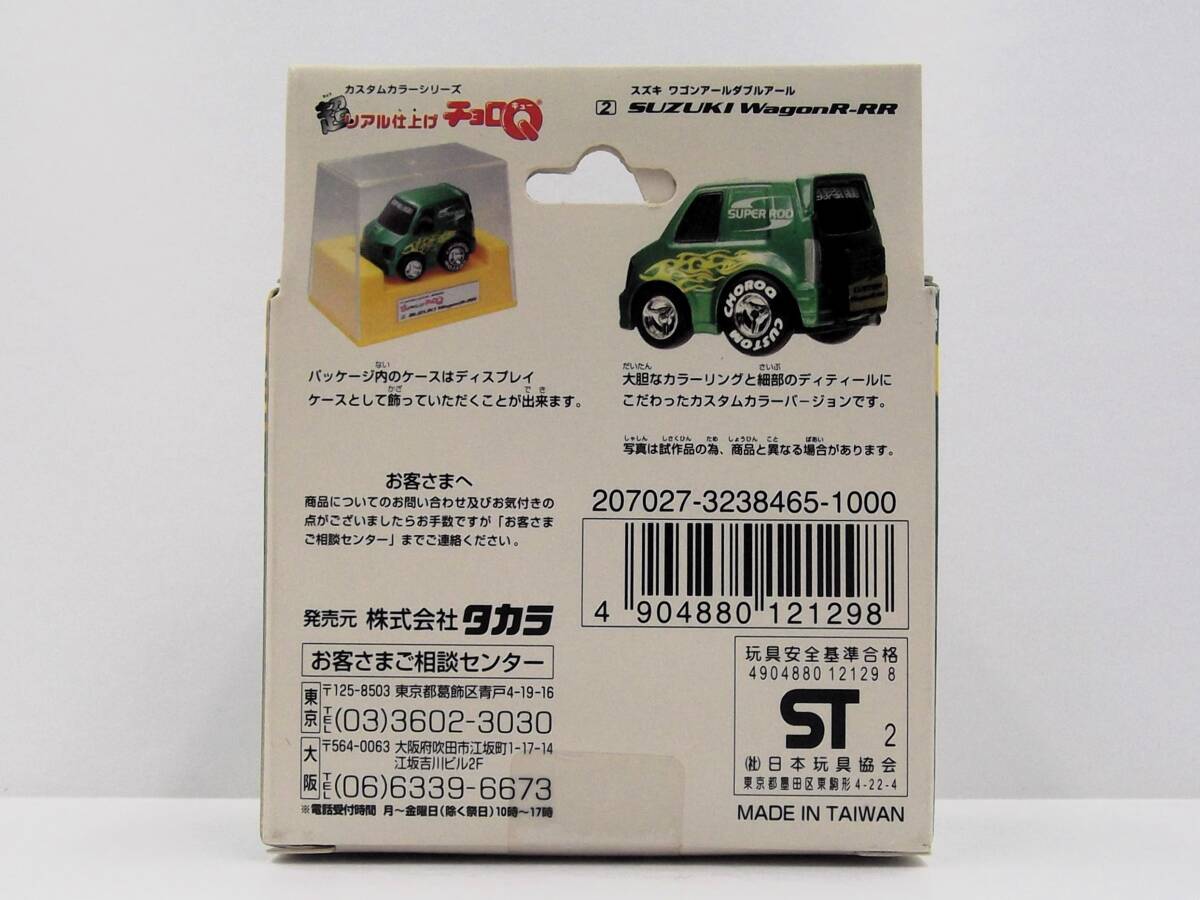 カスタムカラーシリーズ
超リアル仕上げ チョロQ
スズキ ワゴンアールダブルアール
2 SUZUKI WagonR-RR
2 SUZUKI WagonR-RR
SUPER ROD
CHOROQ CUSTOM
パッケージ内のケースはディスプレイ
ケースとして飾っていただくことが出来ます。
大胆なカラーリングと細部のディティールに
こだわったカスタムカラーバージョンです。
写真は試作品の為、商品と異なる場合があります。
お客さまへ
商品についてのお問い合わせ及びお気付きの
点がございましたらお手数ですが「お客さま
ご相談センター」までご連絡ください。
207027-3238465-1000
4 904880 121298
発売元 株式会社 タカラ
お客さまご相談センター
東京 〒125-8503 東京都葛飾区青戸4-19-16
TEL (03)3602-3030
大阪 〒564-0063 大阪府吹田市江坂町1-17-14
江坂吉川ビル2F
TEL (06)6339-6673
※電話受付時間 月～金曜日(除く祭日)10時～17時
玩具安全基準合格
4904880 12129 8
ST 2
(社)日本玩具協会
東京都墨田区東駒形4-22-4
MADE IN TAIWAN